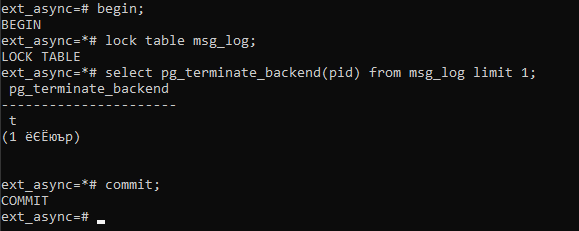 ext_async=# begin;
BEGIN
ext_async=*# lock table msg_log;
LOCK TABLE
ext_async=*# select pg_terminate_backend(pid) from msg_log limit 1;
pg_terminate_backend
----------------------
t
(1 ёЄЁюър)
ext_async=*# commit;
COMMIT
ext_async=#